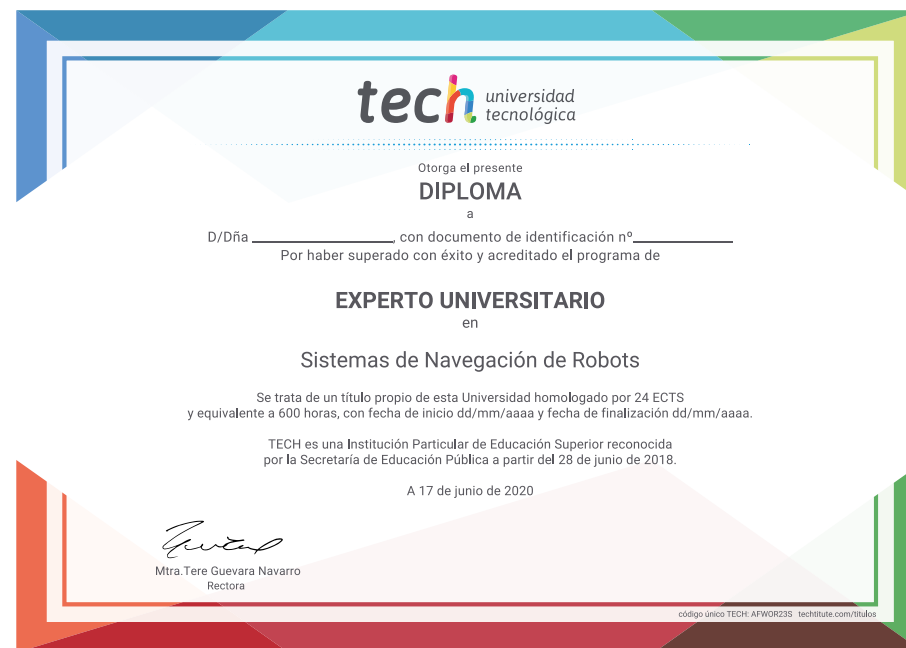 tech universidad
tecnológica
Otorga el presente
DIPLOMA
a
D/Dña ____________________, con documento de identificación nº______________
Por haber superado con éxito y acreditado el programa de
EXPERTO UNIVERSITARIO
en
Sistemas de Navegación de Robots
Se trata de un título propio de esta Universidad homologado por 24 ECTS
y equivalente a 600 horas, con fecha de inicio dd/mm/aaaa y fecha de finalización dd/mm/aaaa.
TECH es una Institución Particular de Educación Superior reconocida
por la Secretaría de Educación Pública a partir del 28 de junio de 2018.
A 17 de junio de 2020
Mtra.Tere Guevara Navarro
Rectora
código único TECH: AFWOR23S techtitute.com/titulos